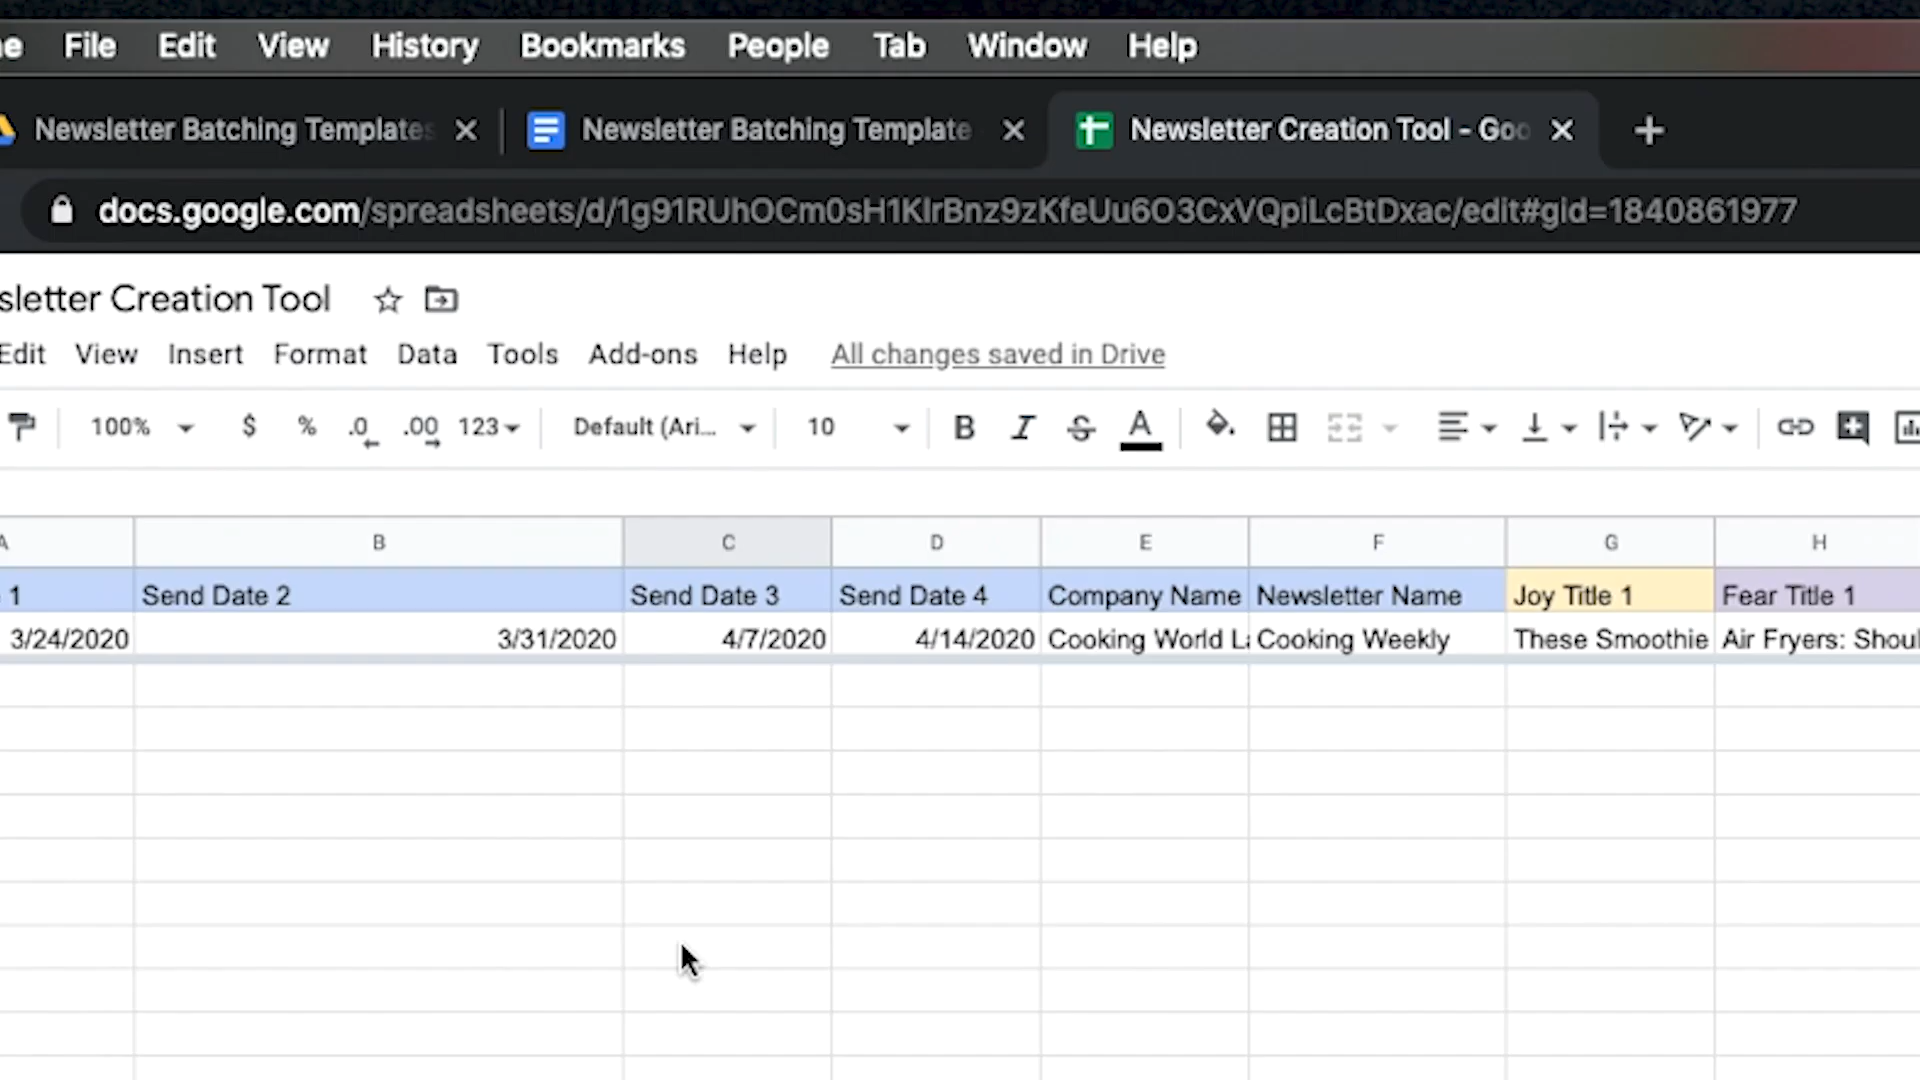 File Edit View History Bookmarks People Tab Window Help
Newsletter Batching Templates Newsletter Batching Template Newsletter Creation Tool - Goo
docs.google.com/spreadsheets/d/1g91RUhOCm0sH1KIrBnz9zKfeUu6O3CxVQpiLcBtDxac/edit#gid=1840861977
sletter Creation Tool
Edit View Insert Format Data Tools Add-ons Help All changes saved in Drive
100% $ % .0 .00 123 Default (Ari... 10 B I S A
A B C D E F G H
1 Send Date 2 Send Date 3 Send Date 4 Company Name Newsletter Name Joy Title 1 Fear Title 1
3/24/2020 3/31/2020 4/7/2020 4/14/2020 Cooking World La Cooking Weekly These Smoothie Air Fryers: Shoul